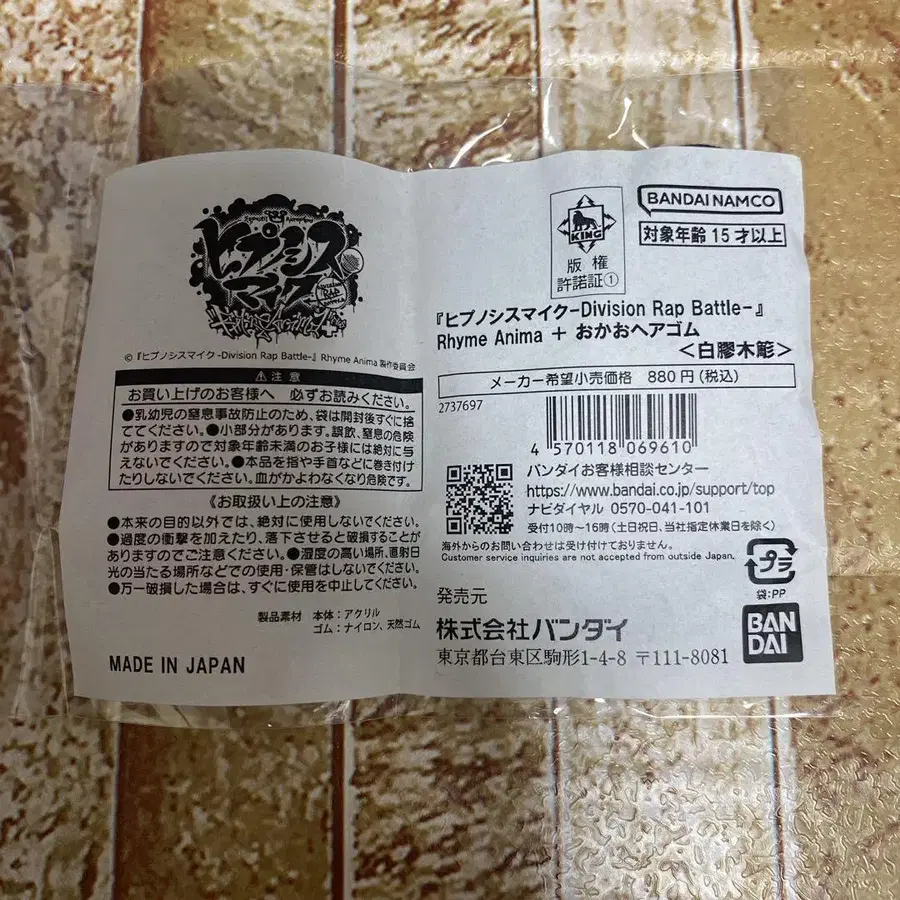 ヒプノシスマイク
DIVISION RAP BATTLE
Rhyme Anima +
©『ヒプノシスマイク-Division Rap Battle-』Rhyme Anima 製作委員会
⚠注意
お買い上げのお客様へ 必ずお読みください。
●乳幼児の窒息事故防止のため、袋は開封後すぐに捨
ててください。●小部分があります。誤飲、窒息の危険
がありますので対象年齢未満のお子様には絶対に与
えないでください。●本品を指や手首などに巻き付け
たりしないでください。血がかよわなくなり危険です。
《お取扱い上の注意》
●本来の目的以外では、絶対に使用しないでください。
●過度の衝撃を加えたり、落下させると破損することが
ありますのでご注意ください。●湿度の高い場所、直射日
光の当たる場所などでの使用・保管はしないでください。
●万一破損した場合は、すぐに使用を中止してください。
製品素材 本体:アクリル
ゴム:ナイロン、天然ゴム
MADE IN JAPAN
KING
版権
許諾証①
BANDAI NAMCO
対象年齢 15才以上
『ヒプノシスマイク-Division Rap Battle-』
Rhyme Anima + おかおヘアゴム
<白膠木簓>
メーカー希望小売価格 880円(税込)
2737697
4 570118 069610
バンダイお客様相談センター
https://www.bandai.co.jp/support/top
ナビダイヤル 0570-041-101
受付10時~16時(土日祝日、当社指定休業日を除く)
海外からのお問い合わせは受け付けておりません。
Customer service inquiries are not accepted from outside Japan.
プラ
袋:PP
発売元
株式会社バンダイ
東京都台東区駒形1-4-8 〒111-8081
BAN
DAI